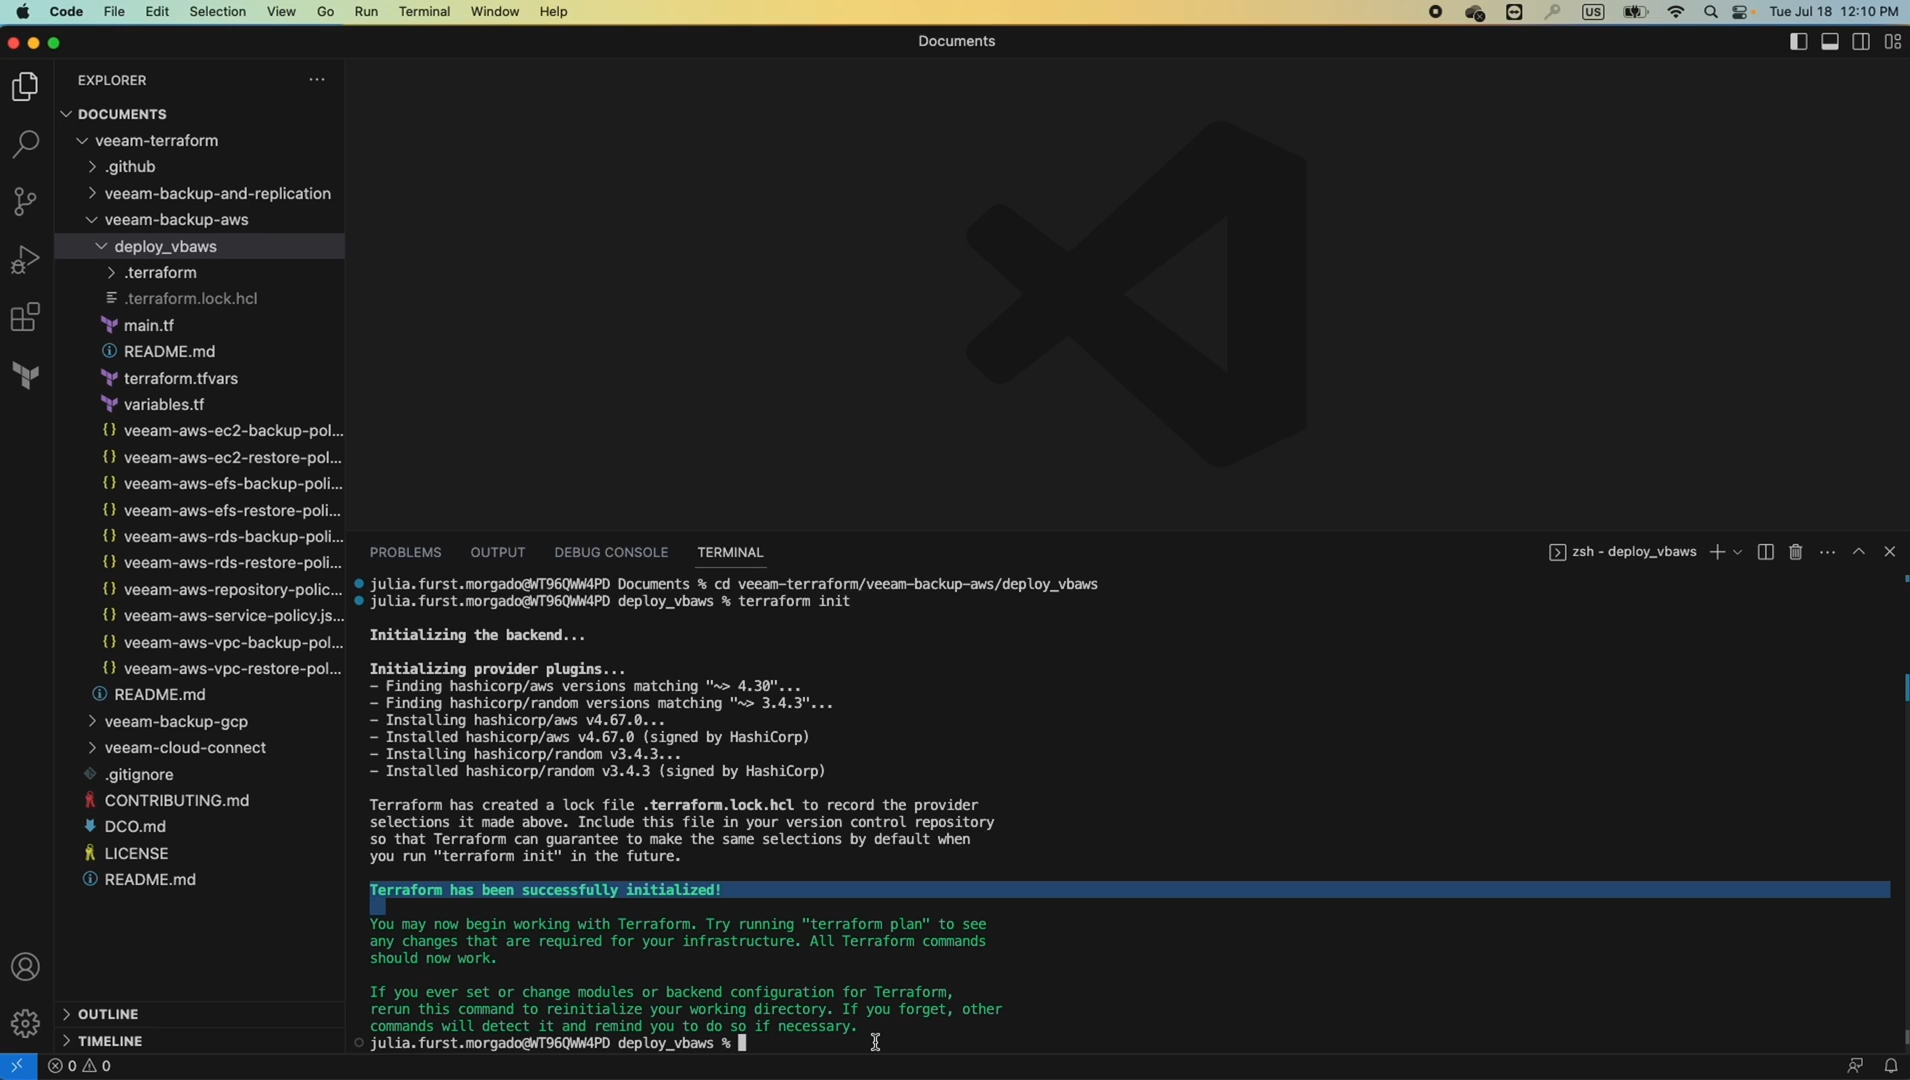 Code File Edit Selection View Go Run Terminal Window Help US Tue Jul 18 12:10 PM
Documents
EXPLORER ...
DOCUMENTS
veeam-terraform
.github
veeam-backup-and-replication
veeam-backup-aws
deploy_vbaws
.terraform
.terraform.lock.hcl
main.tf
README.md
terraform.tfvars
variables.tf
{} veeam-aws-ec2-backup-pol...
{} veeam-aws-ec2-restore-pol...
{} veeam-aws-efs-backup-poli...
{} veeam-aws-efs-restore-poli...
{} veeam-aws-rds-backup-poli...
{} veeam-aws-rds-restore-poli...
{} veeam-aws-repository-polic...
{} veeam-aws-service-policy.js...
{} veeam-aws-vpc-backup-pol...
{} veeam-aws-vpc-restore-pol...
README.md
veeam-backup-gcp
veeam-cloud-connect
.gitignore
CONTRIBUTING.md
DCO.md
LICENSE
README.md
OUTLINE
TIMELINE
PROBLEMS OUTPUT DEBUG CONSOLE TERMINAL zsh - deploy_vbaws
julia.furst.morgado@WT96QWW4PD Documents % cd veeam-terraform/veeam-backup-aws/deploy_vbaws
julia.furst.morgado@WT96QWW4PD deploy_vbaws % terraform init
Initializing the backend...
Initializing provider plugins...
- Finding hashicorp/aws versions matching "~> 4.30"...
- Finding hashicorp/random versions matching "~> 3.4.3"...
- Installing hashicorp/aws v4.67.0...
- Installed hashicorp/aws v4.67.0 (signed by HashiCorp)
- Installing hashicorp/random v3.4.3...
- Installed hashicorp/random v3.4.3 (signed by HashiCorp)
Terraform has created a lock file .terraform.lock.hcl to record the provider
selections it made above. Include this file in your version control repository
so that Terraform can guarantee to make the same selections by default when
you run "terraform init" in the future.
Terraform has been successfully initialized!
You may now begin working with Terraform. Try running "terraform plan" to see
any changes that are required for your infrastructure. All Terraform commands
should now work.
If you ever set or change modules or backend configuration for Terraform,
rerun this command to reinitialize your working directory. If you forget, other
commands will detect it and remind you to do so if necessary.
julia.furst.morgado@WT96QWW4PD deploy_vbaws %
0 0